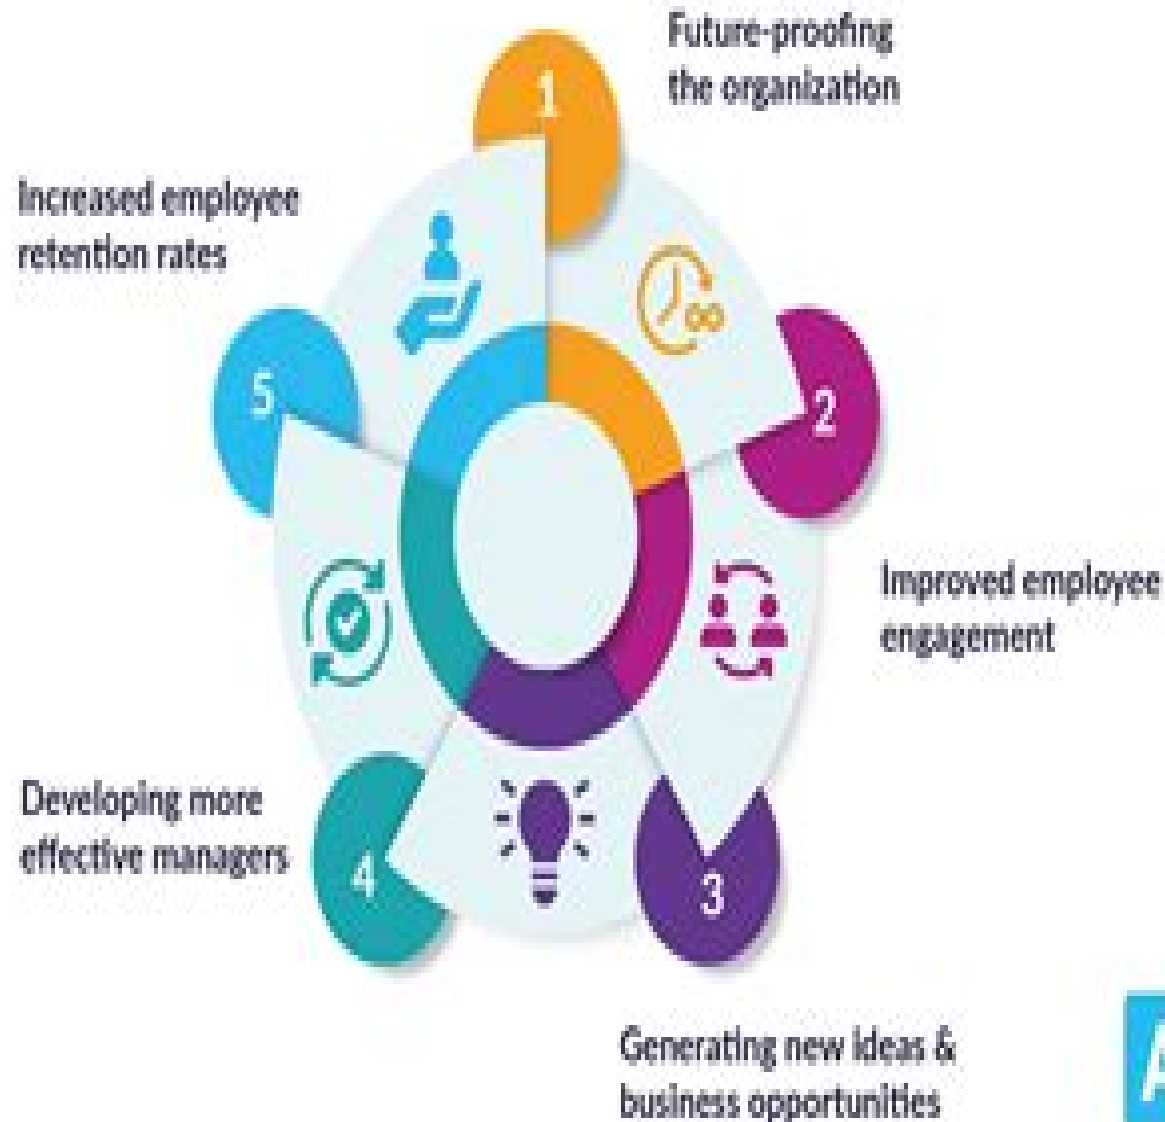 1
Future-proofing
the organization
2
Improved employee
engagement
3
Generating new ideas &
business opportunities
4
Developing more
effective managers
5
Increased employee
retention rates
A